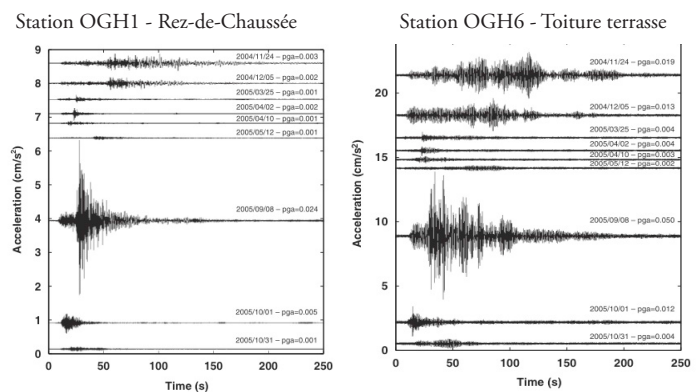 Station OGH1 - Rez-de-Chaussée
Station OGH6 - Toiture terrasse
9
8
7
6
5
4
3
2
1
0
Acceleration (cm/s²)
2004/11/24 – pga=0.003
2004/12/05 – pga=0.002
2005/03/25 – pga=0.001
2005/04/02 – pga=0.002
2005/04/10 – pga=0.001
2005/05/12 – pga=0.001
2005/09/08 – pga=0.024
2005/10/01 – pga=0.005
2005/10/31 – pga=0.001
0 50 100 150 200 250
Time (s)
20
15
10
5
0
Acceleration (cm/s²)
2004/11/24 – pga=0.019
2004/12/05 – pga=0.013
2005/03/25 – pga=0.004
2005/04/02 – pga=0.004
2005/04/10 – pga=0.003
2005/05/12 – pga=0.002
2005/09/08 – pga=0.050
2005/10/01 – pga=0.012
2005/10/31 – pga=0.004
0 50 100 150 200 250
Time (s)